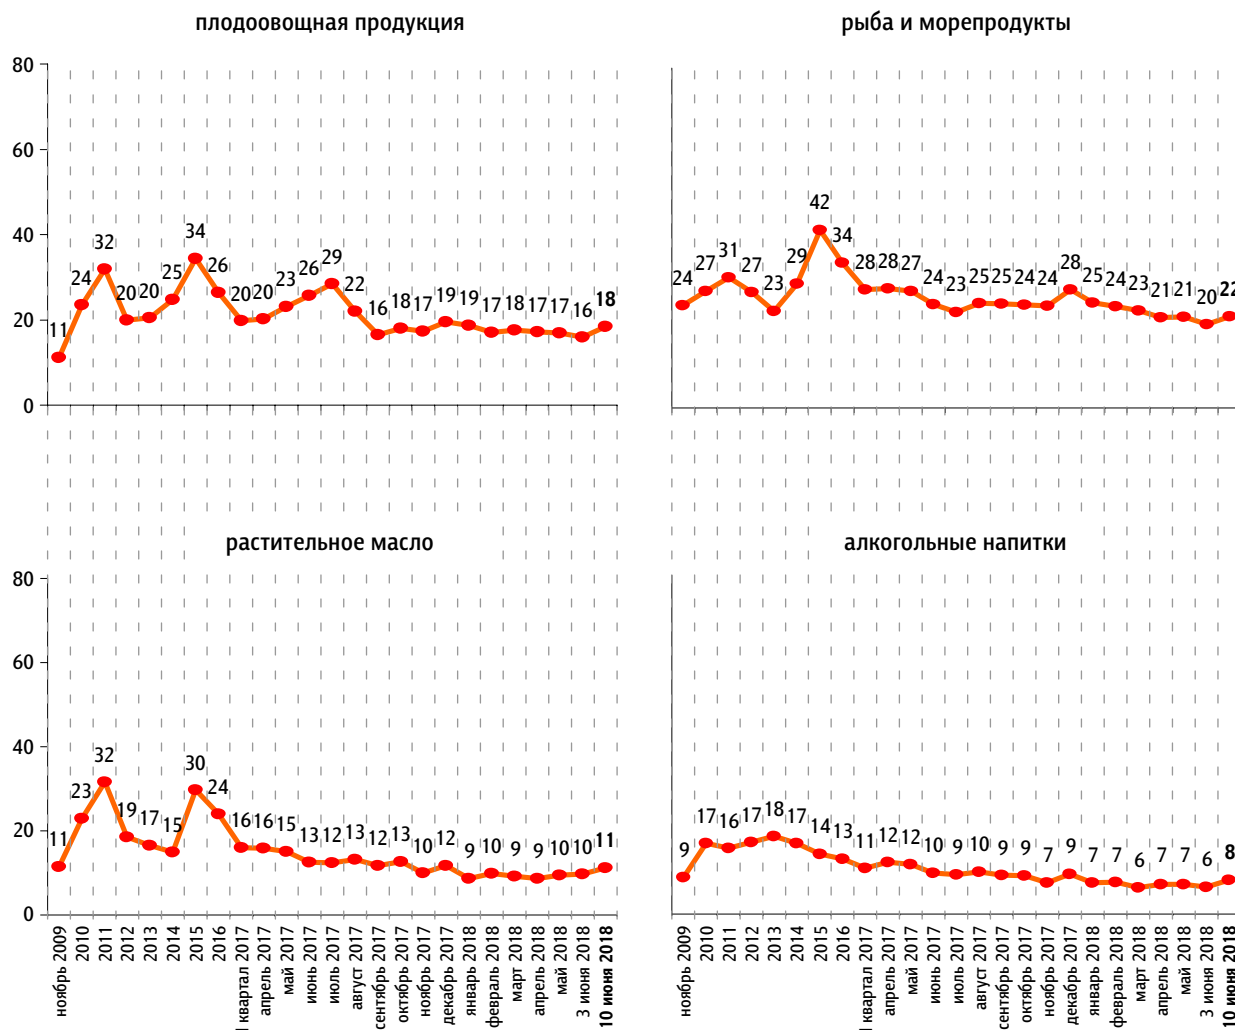 плодоовощная продукция
80
60
40
20
0
11 24 32 20 20 25 34 26 20 20 23 26 29 22 16 18 17 19 19 17 18 17 17 16 18
рыба и морепродукты
24 27 31 27 23 29 42 34 28 28 27 24 23 25 25 24 24 28 25 24 23 21 21 20 22
растительное масло
80
60
40
20
0
11 23 32 19 17 15 30 24 16 16 15 13 12 13 12 13 10 12 9 10 9 9 10 10 11
ноябрь 2009
2010
2011
2012
2013
2014
2015
2016
I квартал 2017
апрель 2017
май 2017
июнь 2017
июль 2017
август 2017
сентябрь 2017
октябрь 2017
ноябрь 2017
декабрь 2017
январь 2018
февраль 2018
март 2018
апрель 2018
май 2018
3 июня 2018
10 июня 2018
алкогольные напитки
9 17 16 17 18 17 14 13 11 12 12 10 9 10 9 9 7 9 7 7 6 7 7 6 8
ноябрь 2009
2010
2011
2012
2013
2014
2015
2016
I квартал 2017
апрель 2017
май 2017
июнь 2017
июль 2017
август 2017
сентябрь 2017
октябрь 2017
ноябрь 2017
декабрь 2017
январь 2018
февраль 2018
март 2018
апрель 2018
май 2018
3 июня 2018
10 июня 2018